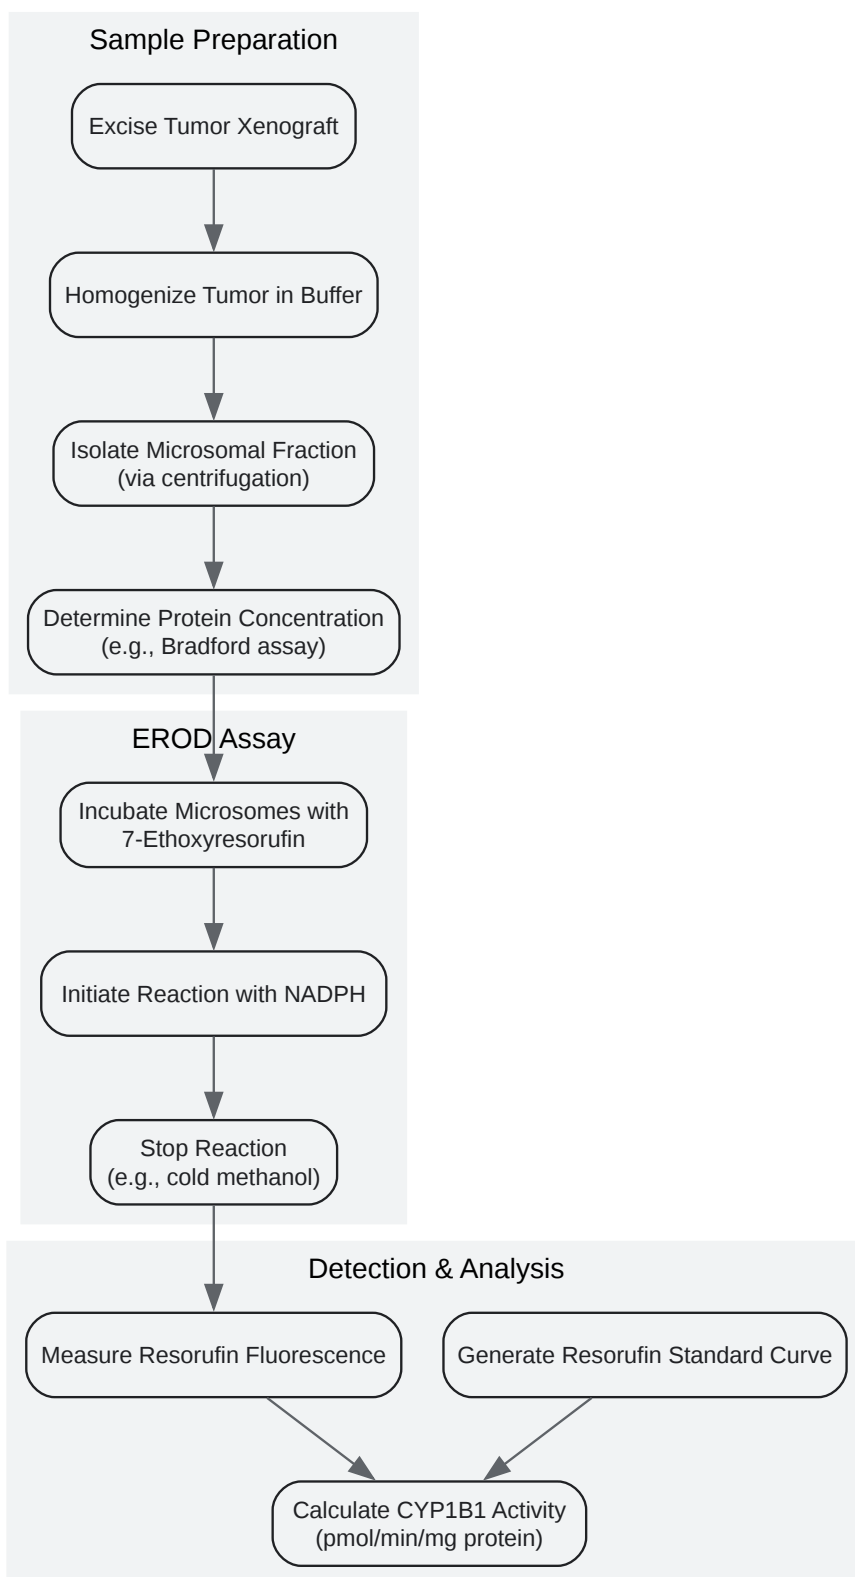 Sample Preparation
Excise Tumor Xenograft
Homogenize Tumor in Buffer
Isolate Microsomal Fraction
(via centrifugation)
Determine Protein Concentration
(e.g., Bradford assay)
EROD Assay
Incubate Microsomes with
7-Ethoxyresorufin
Initiate Reaction with NADPH
Stop Reaction
(e.g., cold methanol)
Detection & Analysis
Measure Resorufin Fluorescence
Generate Resorufin Standard Curve
Calculate CYP1B1 Activity
(pmol/min/mg protein)